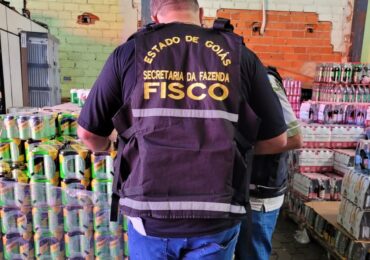 ESTADO DE GOIÁS
SECRETARIA DA FAZENDA
FISCO